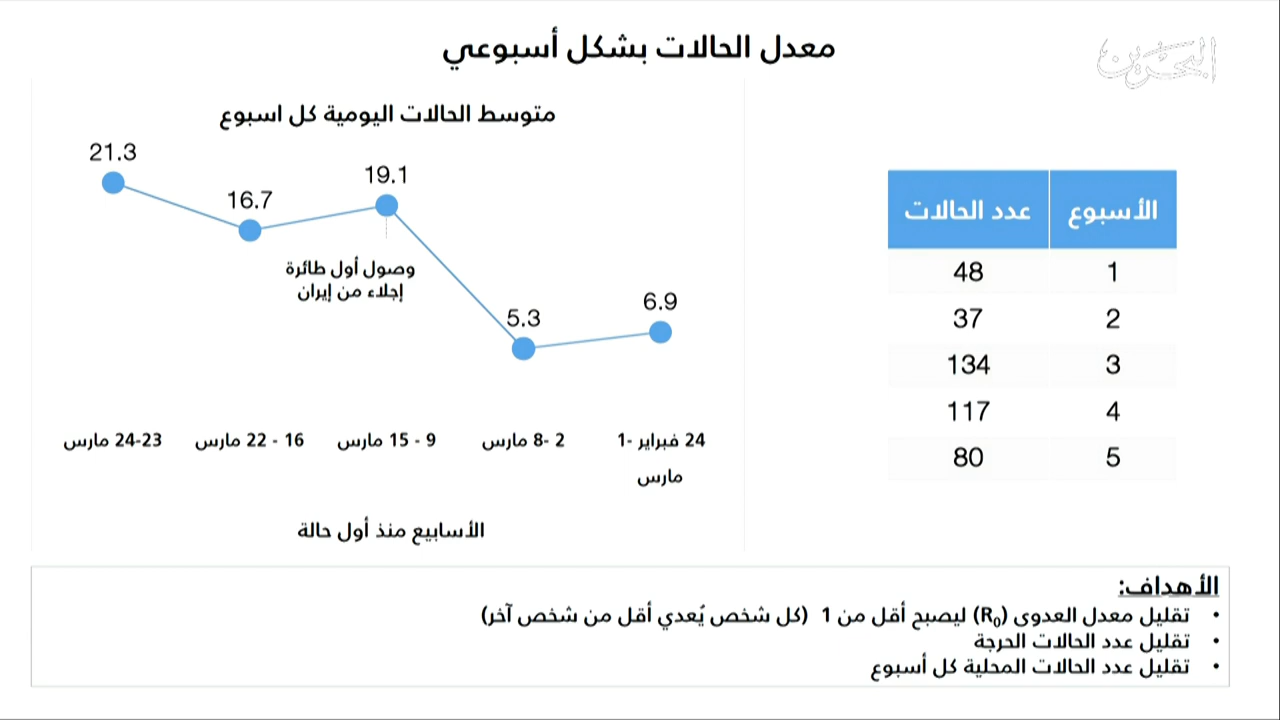 معدل الحالات بشكل أسبوعي
البحرين
متوسط الحالات اليومية كل اسبوع
21.3
16.7
19.1
5.3
6.9
وصول أول طائرة
إجلاء من إيران
24 فبراير -1
مارس
2 -8 مارس
9 - 15 مارس
16 - 22 مارس
24-23 مارس
الأسابيع منذ أول حالة
الأسبوع عدد الحالات
1 48
2 37
3 134
4 117
5 80
الأهداف:
• تقليل معدل العدوى (R₀) ليصبح أقل من 1 (كل شخص يُعدي أقل من شخص آخر)
• تقليل عدد الحالات الحرجة
• تقليل عدد الحالات المحلية كل أسبوع